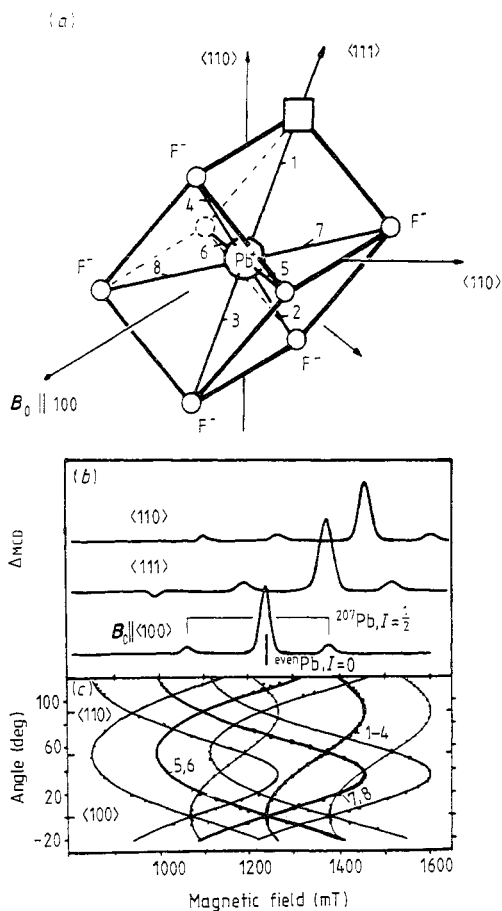 (a)
⟨110⟩
⟨111⟩
F⁻
1
4
F⁻
7
6
Pb⁺
5
F⁻
8
⟨110⟩
2
3
F⁻
B₀ ∥ 100
F⁻
(b)
⟨110⟩
ΔMCD
⟨111⟩
²⁰⁷Pb, I = 1/2
B₀∥⟨100⟩
evenPb, I=0
(c)
100
⟨110⟩
1-4
Angle (deg)
60
5,6
20
7,8
⟨100⟩
-20
1000 1200 1400 1600
Magnetic field (mT)